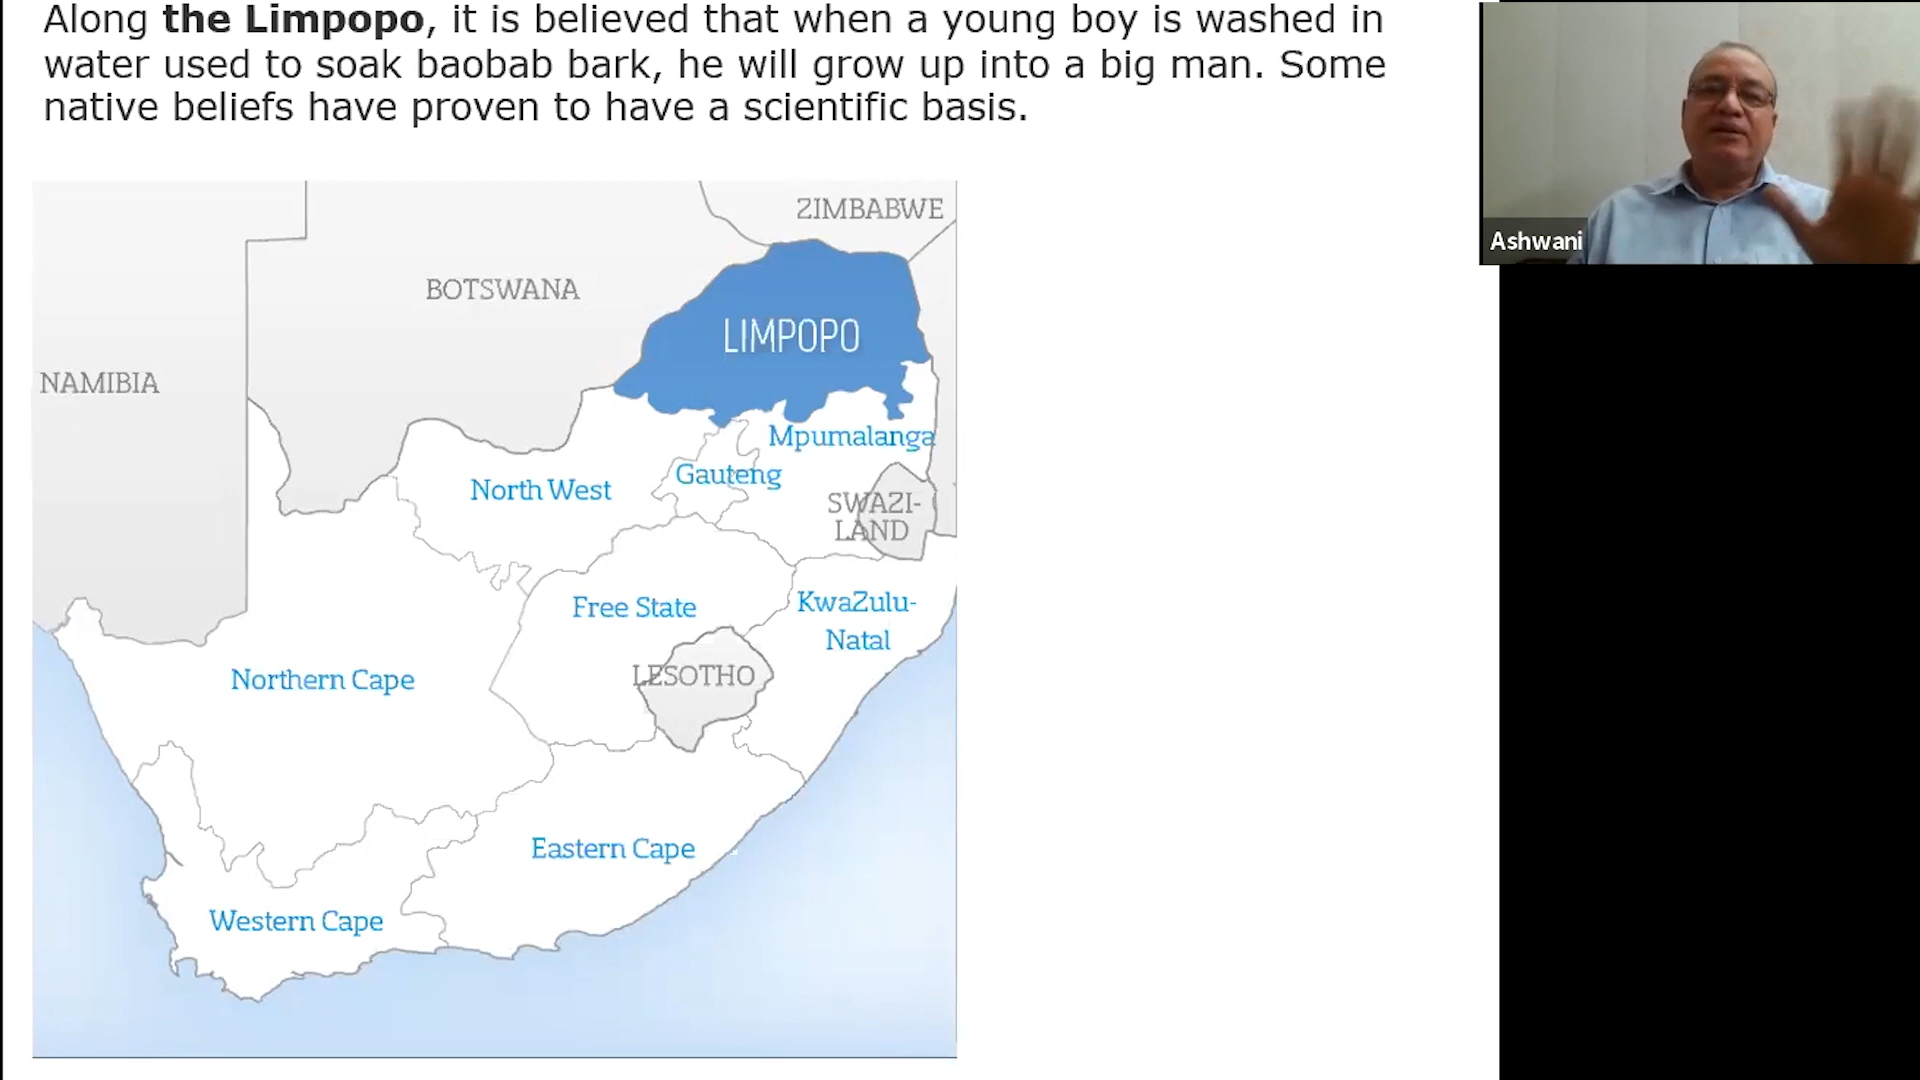 Along the Limpopo, it is believed that when a young boy is washed in
water used to soak baobab bark, he will grow up into a big man. Some
native beliefs have proven to have a scientific basis.
Ashwani
ZIMBABWE
BOTSWANA
LIMPOPO
NAMIBIA
Mpumalanga
Gauteng
North West
SWAZI-
LAND
Free State
KwaZulu-
Natal
LESOTHO
Northern Cape
Eastern Cape
Western Cape